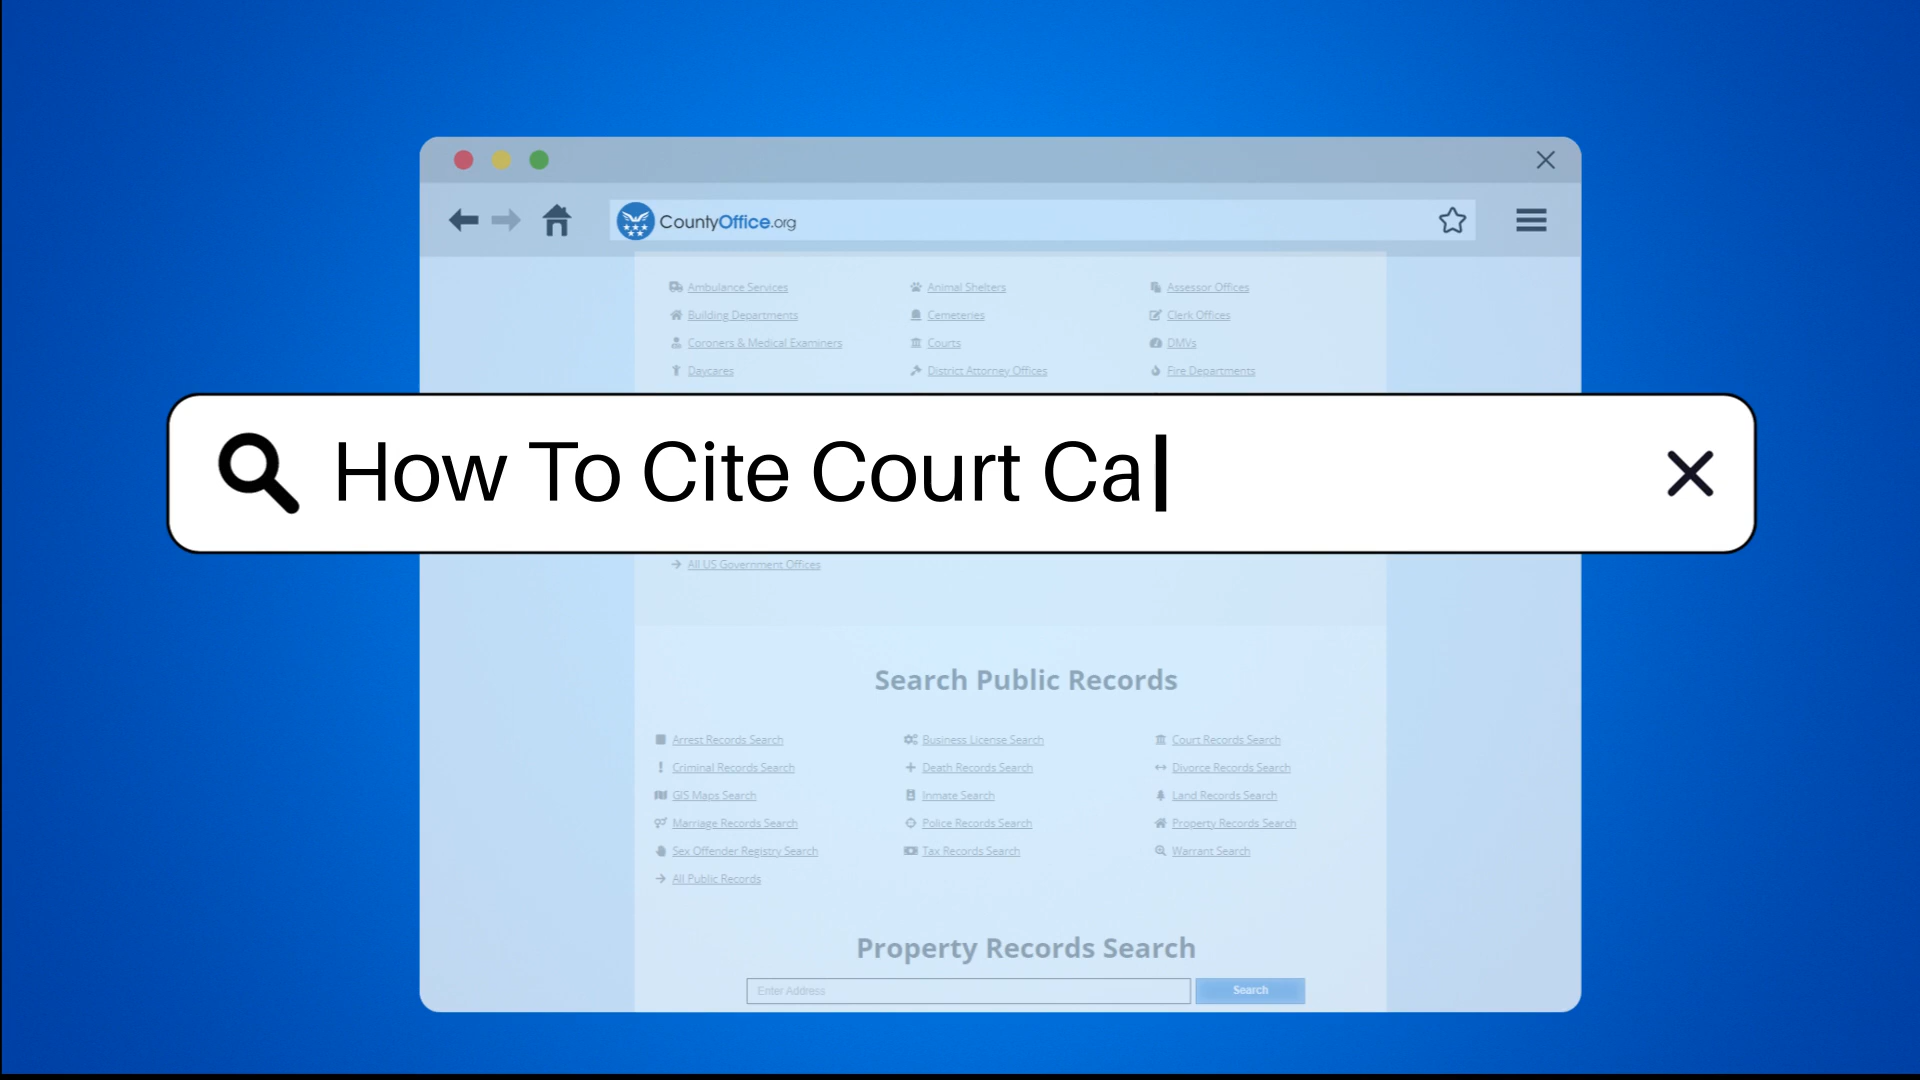 CountyOffice.org
Ambulance Services Animal Shelters Assessor Offices
Building Departments Cemeteries Clerk Offices
Coroners & Medical Examiners Courts DMVs
Daycares District Attorney Offices Fire Departments
How To Cite Court Ca
All US Government Offices
Search Public Records
Arrest Records Search Business License Search Court Records Search
Criminal Records Search Death Records Search Divorce Records Search
GIS Maps Search Inmate Search Land Records Search
Marriage Records Search Police Records Search Property Records Search
Sex Offender Registry Search Tax Records Search Warrant Search
All Public Records
Property Records Search
Enter Address Search